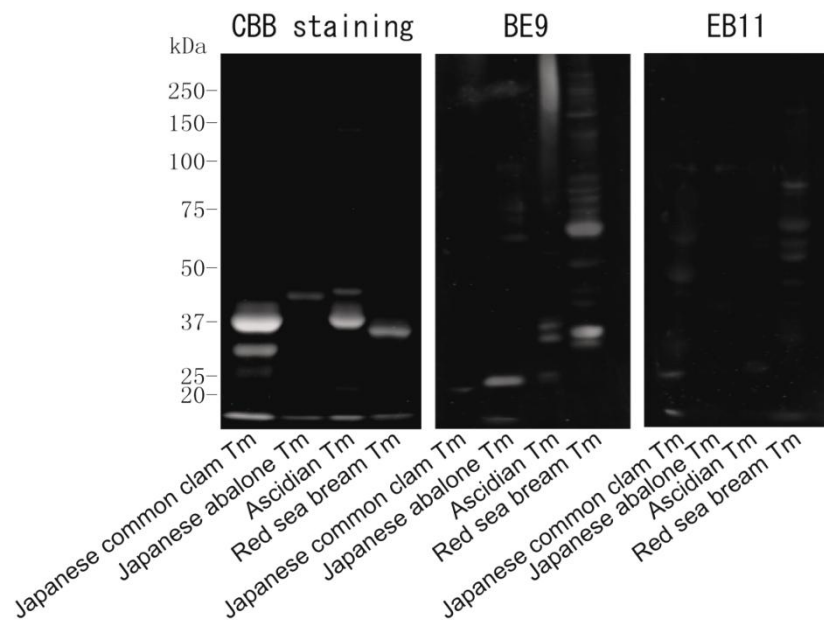 CBB staining
BE9
EB11
kDa
250-
150-
100-
75-
50-
37-
25-
20-
Japanese common clam Tm
Japanese abalone Tm
Ascidian Tm
Red sea bream Tm
Japanese common clam Tm
Japanese abalone Tm
Ascidian Tm
Red sea bream Tm
Japanese common clam Tm
Japanese abalone Tm
Ascidian Tm
Red sea bream Tm